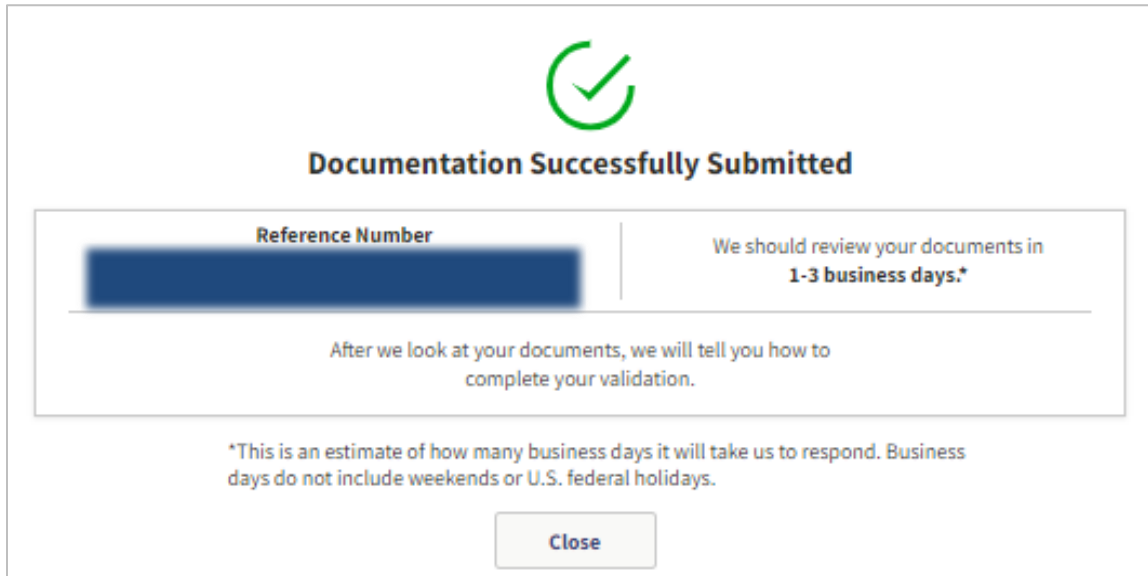 Documentation Successfully Submitted
Reference Number
We should review your documents in
1-3 business days.*
After we look at your documents, we will tell you how to
complete your validation.
*This is an estimate of how many business days it will take us to respond. Business
days do not include weekends or U.S. federal holidays.
Close